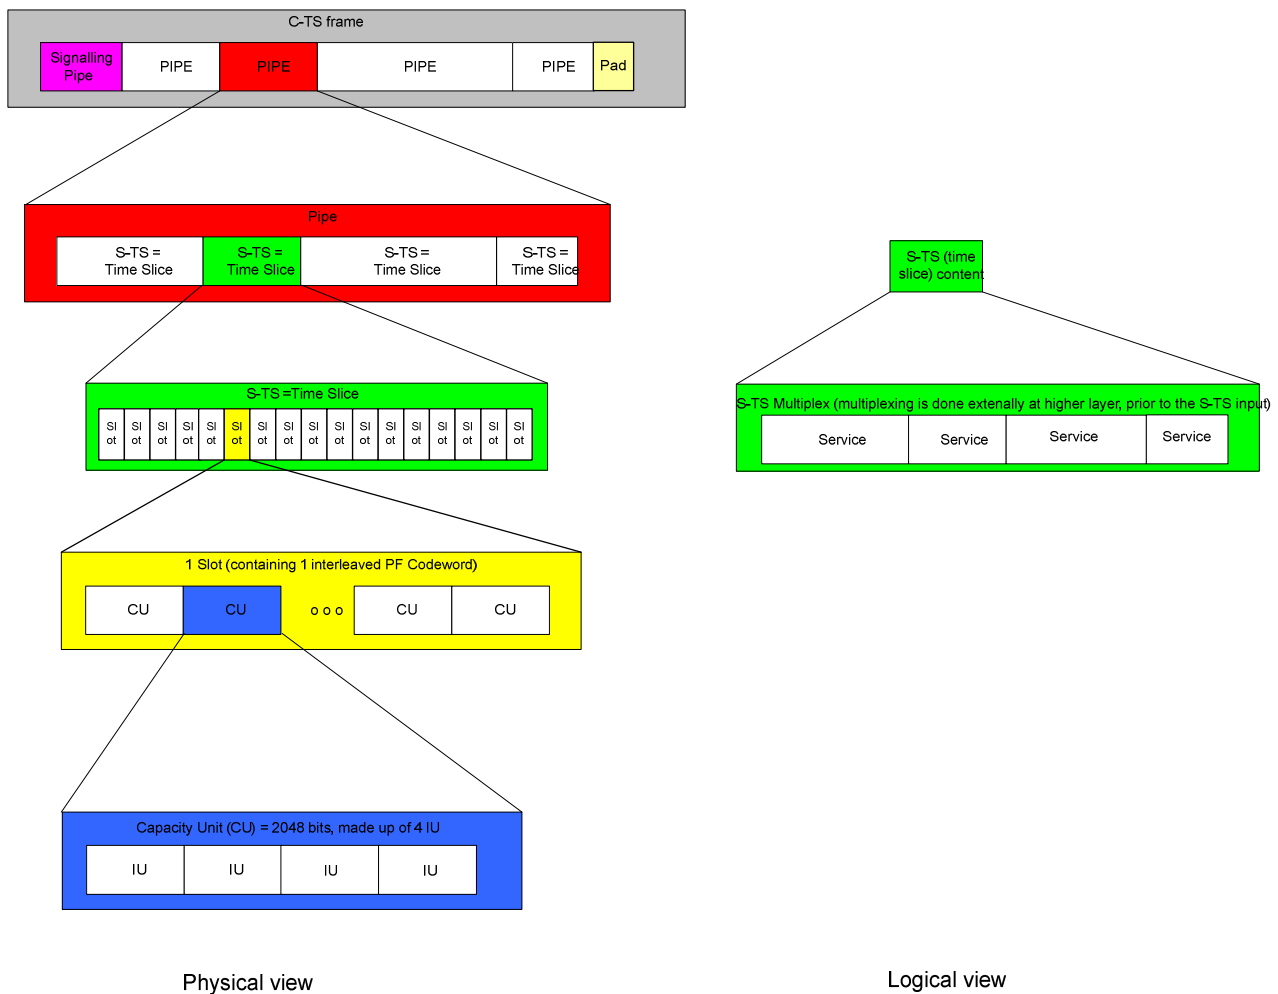 C-TS frame
Signalling
Pipe
PIPE
PIPE
PIPE
PIPE
Pad
Pipe
S-TS =
Time Slice
S-TS =
Time Slice
S-TS =
Time Slice
S-TS =
Time Slice
S-TS =Time Slice
Sl
ot
Sl
ot
Sl
ot
Sl
ot
Sl
ot
Sl
ot
Sl
ot
Sl
ot
Sl
ot
Sl
ot
Sl
ot
Sl
ot
Sl
ot
Sl
ot
Sl
ot
Sl
ot
Sl
ot
1 Slot (containing 1 interleaved PF Codeword)
CU
CU
o o o
CU
CU
Capacity Unit (CU) = 2048 bits, made up of 4 IU
IU
IU
IU
IU
Physical view
S-TS (time
slice) content
S-TS Multiplex (multiplexing is done extenally at higher layer, prior to the S-TS input)
Service
Service
Service
Service
Logical view